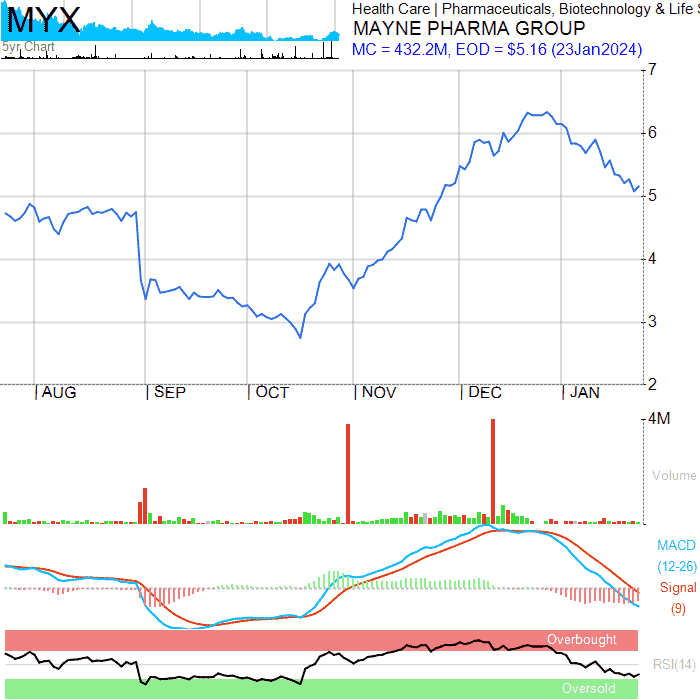 MYX
5yr Chart
Health Care | Pharmaceuticals, Biotechnology & Life S
MAYNE PHARMA GROUP
MC = 432.2M, EOD = $5.16 (23Jan2024)
7
6
5
4
3
2
AUG SEP OCT NOV DEC JAN
4M
Volume
MACD
(12-26)
Signal
(9)
Overbought
RSI(14)
Oversold